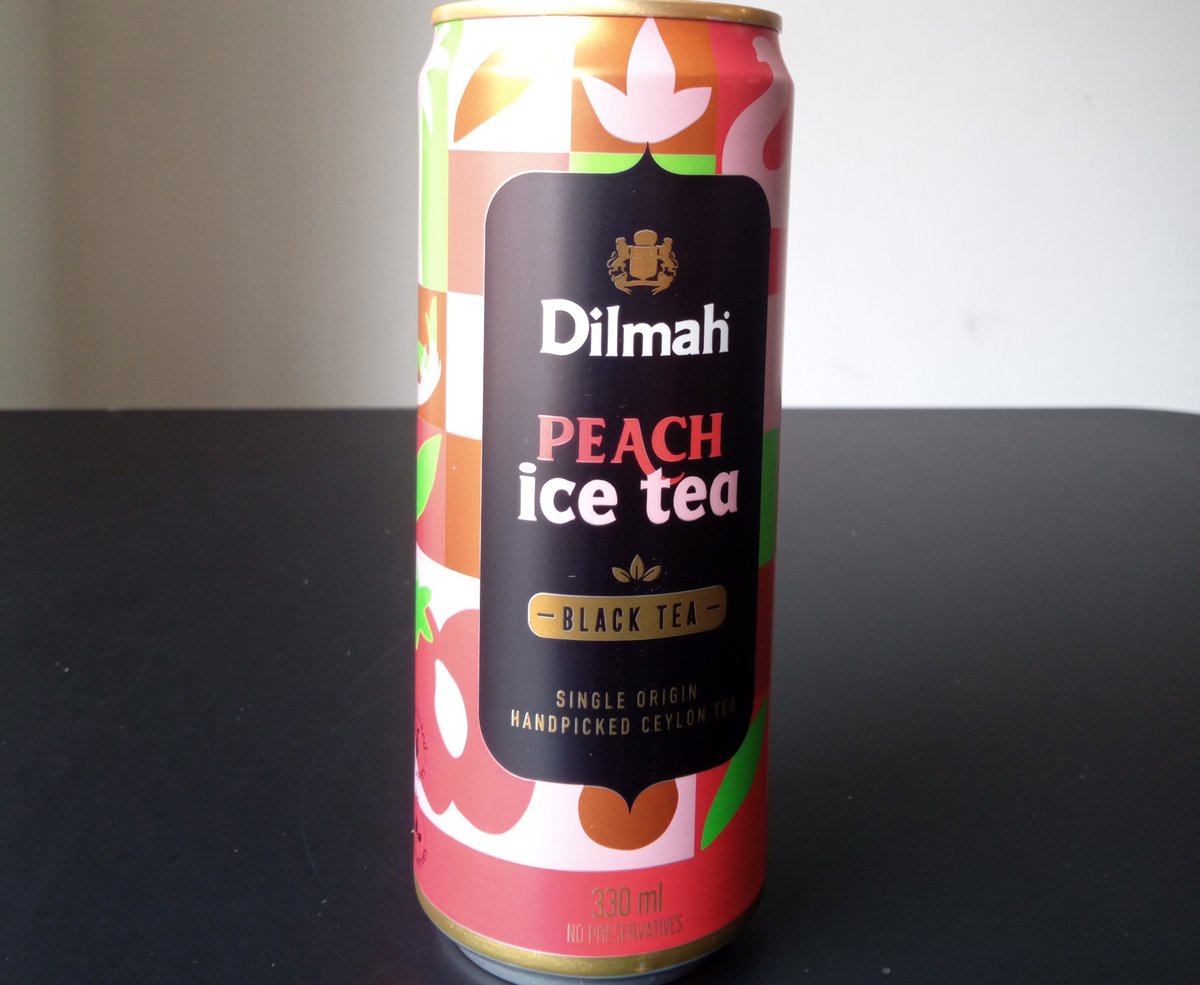 Dilmah
PEACH
ice tea
BLACK TEA
SINGLE ORIGIN
HANDPICKED CEYLON TEA
330 ml
NO PRESERVATIVES